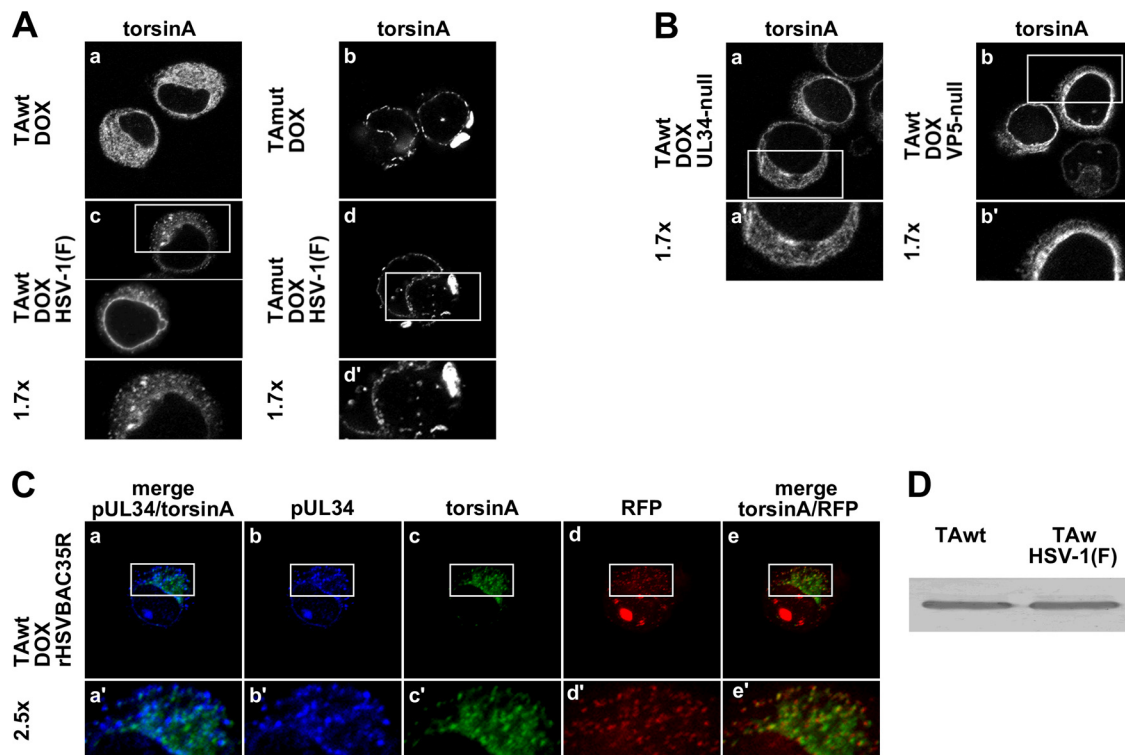 A
torsinA
torsinA
a
b
TAwt
DOX
TAmut
DOX
c
d
TAwt
DOX
HSV-1(F)
TAmut
DOX
HSV-1(F)
1.7x
1.7x
d'
B
torsinA
torsinA
a
b
TAwt
DOX
UL34-null
TAwt
DOX
VP5-null
a'
b'
1.7x
1.7x
C
merge
pUL34/torsinA
pUL34
torsinA
RFP
merge
torsinA/RFP
a
b
c
d
e
TAwt
DOX
rHSVBAC35R
a'
b'
c'
d'
e'
2.5x
D
TAwt
TAw
HSV-1(F)